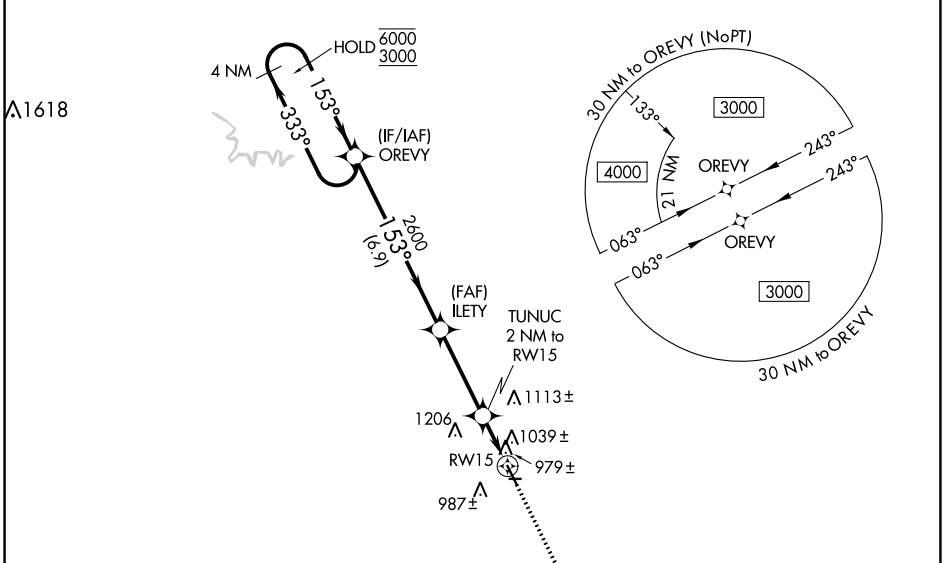 HOLD 6000
3000
4 NM
153°
333°
(IF/IAF)
OREVY
1618
2600
153°
(6.9)
(FAF)
ILETY
TUNUC
2 NM to
RW15
1113±
1206
1039±
RW15
979±
987±
30 NM to OREVY (NoPT)
133°
3000
4000
21 NM
OREVY
243°
063°
243°
063°
OREVY
3000
30 NM to OREVY